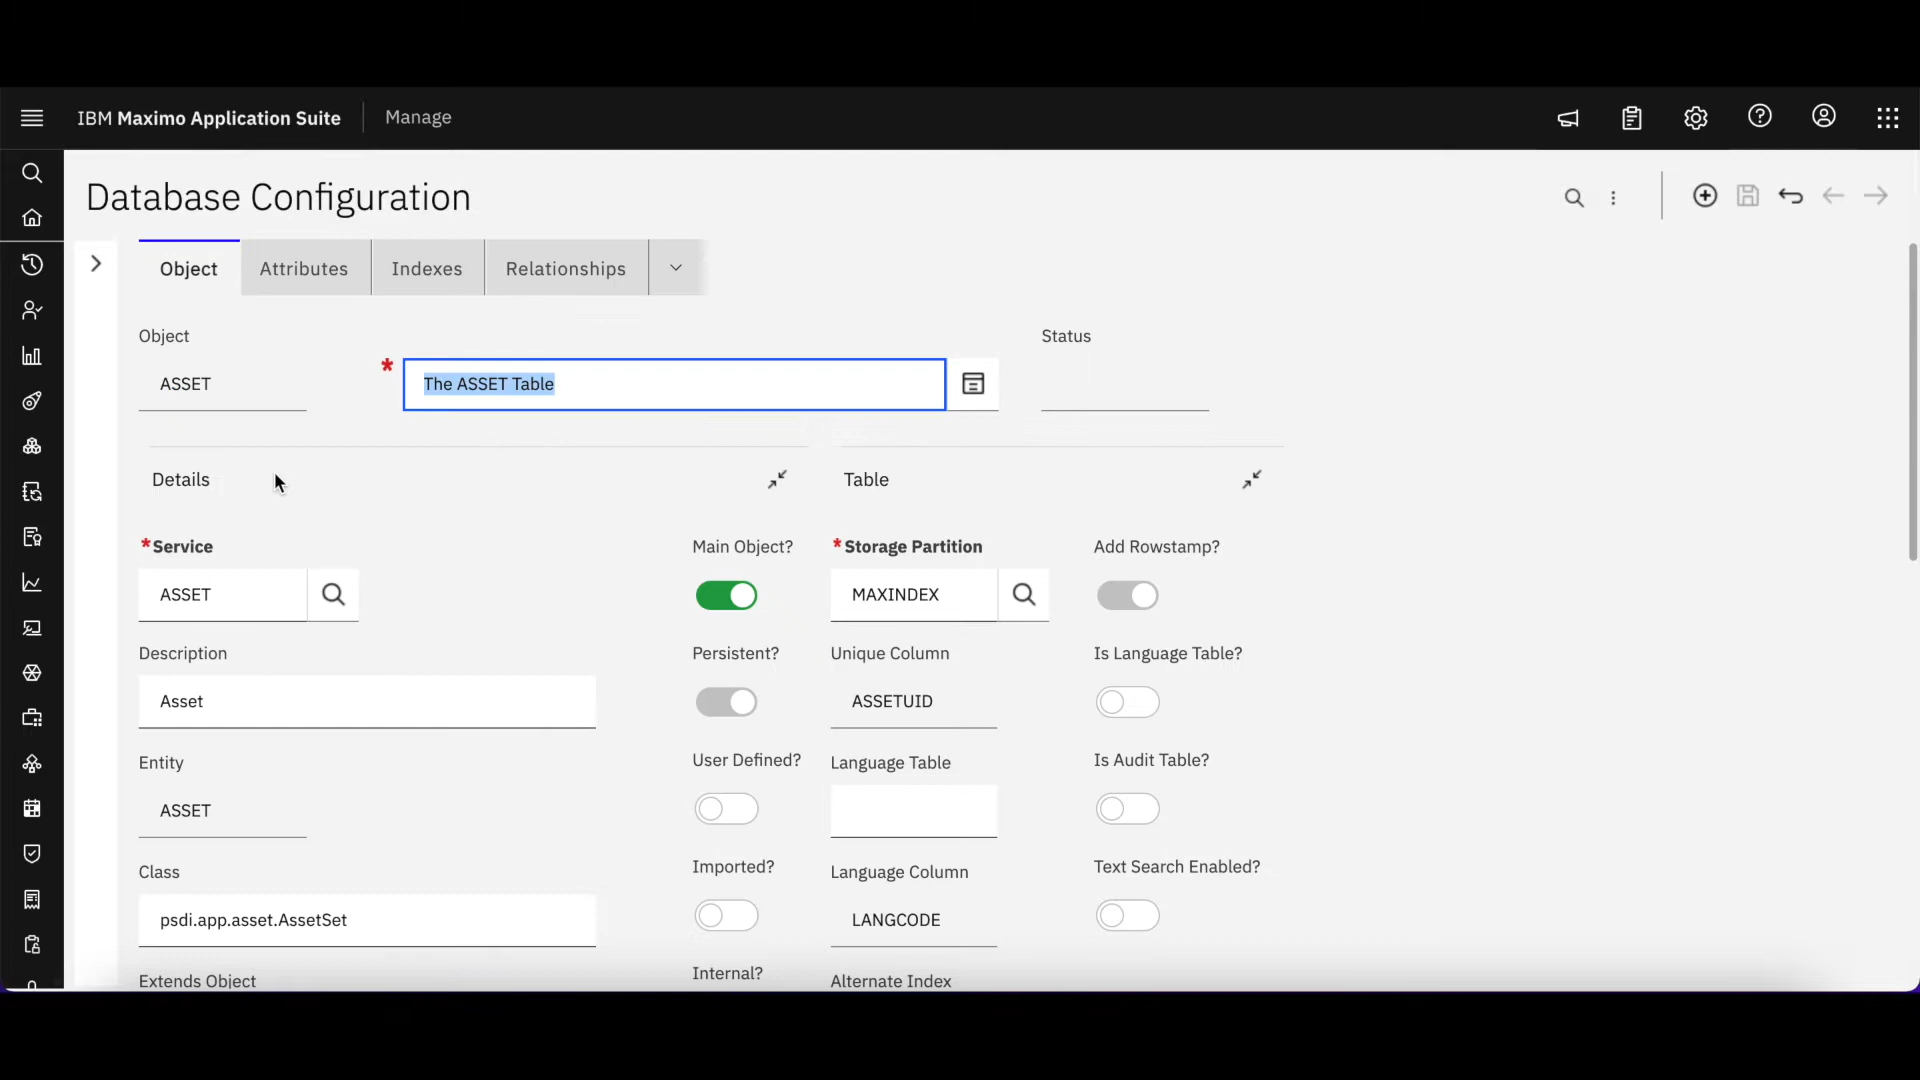 IBM Maximo Application Suite Manage
Database Configuration
Object Attributes Indexes Relationships
Object Status
ASSET * The ASSET Table
Details Table
*Service Main Object? *Storage Partition Add Rowstamp?
ASSET MAXINDEX
Description Persistent? Unique Column Is Language Table?
Asset ASSETUID
Entity User Defined? Language Table Is Audit Table?
ASSET
Class Imported? Language Column Text Search Enabled?
psdi.app.asset.AssetSet LANGCODE
Extends Object Internal? Alternate Index